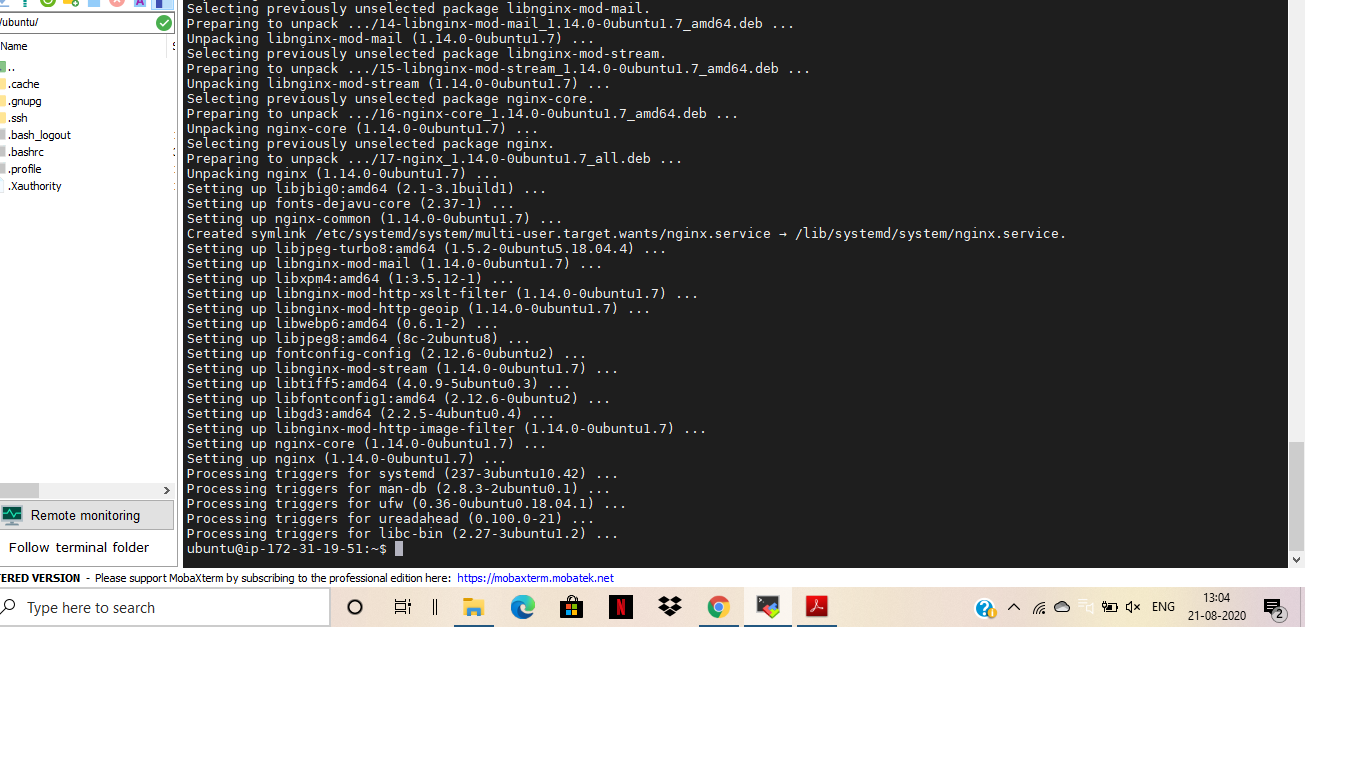 /ubuntu/
Name
..
.cache
.gnupg
.ssh
.bash_logout
.bashrc
.profile
.Xauthority
Remote monitoring
Follow terminal folder
Selecting previously unselected package libnginx-mod-mail.
Preparing to unpack .../14-libnginx-mod-mail_1.14.0-0ubuntu1.7_amd64.deb ...
Unpacking libnginx-mod-mail (1.14.0-0ubuntu1.7) ...
Selecting previously unselected package libnginx-mod-stream.
Preparing to unpack .../15-libnginx-mod-stream_1.14.0-0ubuntu1.7_amd64.deb ...
Unpacking libnginx-mod-stream (1.14.0-0ubuntu1.7) ...
Selecting previously unselected package nginx-core.
Preparing to unpack .../16-nginx-core_1.14.0-0ubuntu1.7_amd64.deb ...
Unpacking nginx-core (1.14.0-0ubuntu1.7) ...
Selecting previously unselected package nginx.
Preparing to unpack .../17-nginx_1.14.0-0ubuntu1.7_all.deb ...
Unpacking nginx (1.14.0-0ubuntu1.7) ...
Setting up libjbig0:amd64 (2.1-3.1build1) ...
Setting up fonts-dejavu-core (2.37-1) ...
Setting up nginx-common (1.14.0-0ubuntu1.7) ...
Created symlink /etc/systemd/system/multi-user.target.wants/nginx.service → /lib/systemd/system/nginx.service.
Setting up libjpeg-turbo8:amd64 (1.5.2-0ubuntu5.18.04.4) ...
Setting up libnginx-mod-mail (1.14.0-0ubuntu1.7) ...
Setting up libxpm4:amd64 (1:3.5.12-1) ...
Setting up libnginx-mod-http-xslt-filter (1.14.0-0ubuntu1.7) ...
Setting up libnginx-mod-http-geoip (1.14.0-0ubuntu1.7) ...
Setting up libwebp6:amd64 (0.6.1-2) ...
Setting up libjpeg8:amd64 (8c-2ubuntu8) ...
Setting up fontconfig-config (2.12.6-0ubuntu2) ...
Setting up libnginx-mod-stream (1.14.0-0ubuntu1.7) ...
Setting up libtiff5:amd64 (4.0.9-5ubuntu0.3) ...
Setting up libfontconfig1:amd64 (2.12.6-0ubuntu2) ...
Setting up libgd3:amd64 (2.2.5-4ubuntu0.4) ...
Setting up libnginx-mod-http-image-filter (1.14.0-0ubuntu1.7) ...
Setting up nginx-core (1.14.0-0ubuntu1.7) ...
Setting up nginx (1.14.0-0ubuntu1.7) ...
Processing triggers for systemd (237-3ubuntu10.42) ...
Processing triggers for man-db (2.8.3-2ubuntu0.1) ...
Processing triggers for ufw (0.36-0ubuntu0.18.04.1) ...
Processing triggers for ureadahead (0.100.0-21) ...
Processing triggers for libc-bin (2.27-3ubuntu1.2) ...
ubuntu@ip-172-31-19-51:~$
TERED VERSION - Please support MobaXterm by subscribing to the professional edition here: https://mobaxterm.mobatek.net
Type here to search
ENG
13:04
21-08-2020
2